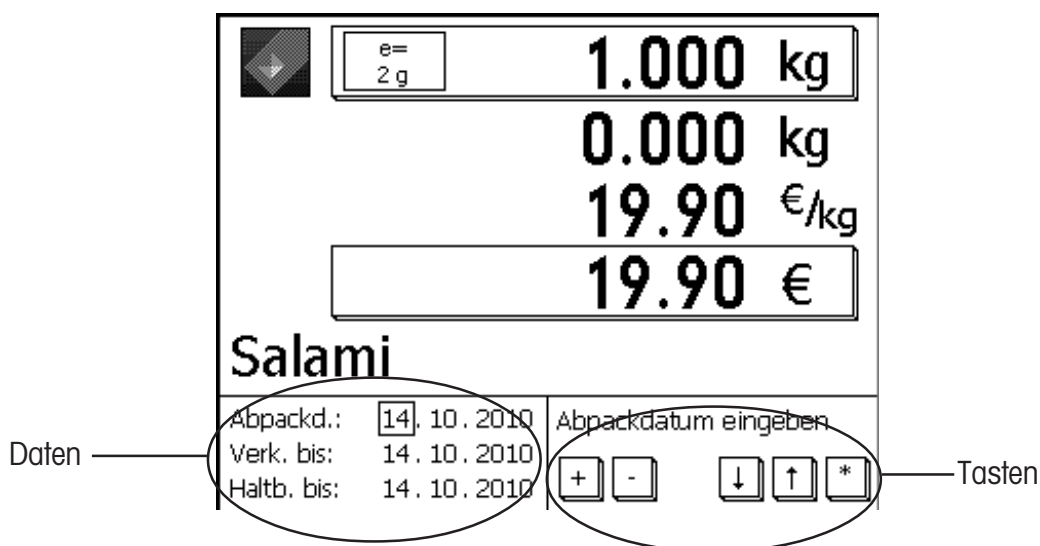 e=
2 g
1.000 kg
0.000 kg
19.90 €/kg
19.90 €
Salami
Abpackd.: 14. 10. 2010
Verk. bis: 14. 10. 2010
Haltb. bis: 14. 10. 2010
Abpackdatum eingeben
+ - ↓ ↑ *
Daten
Tasten